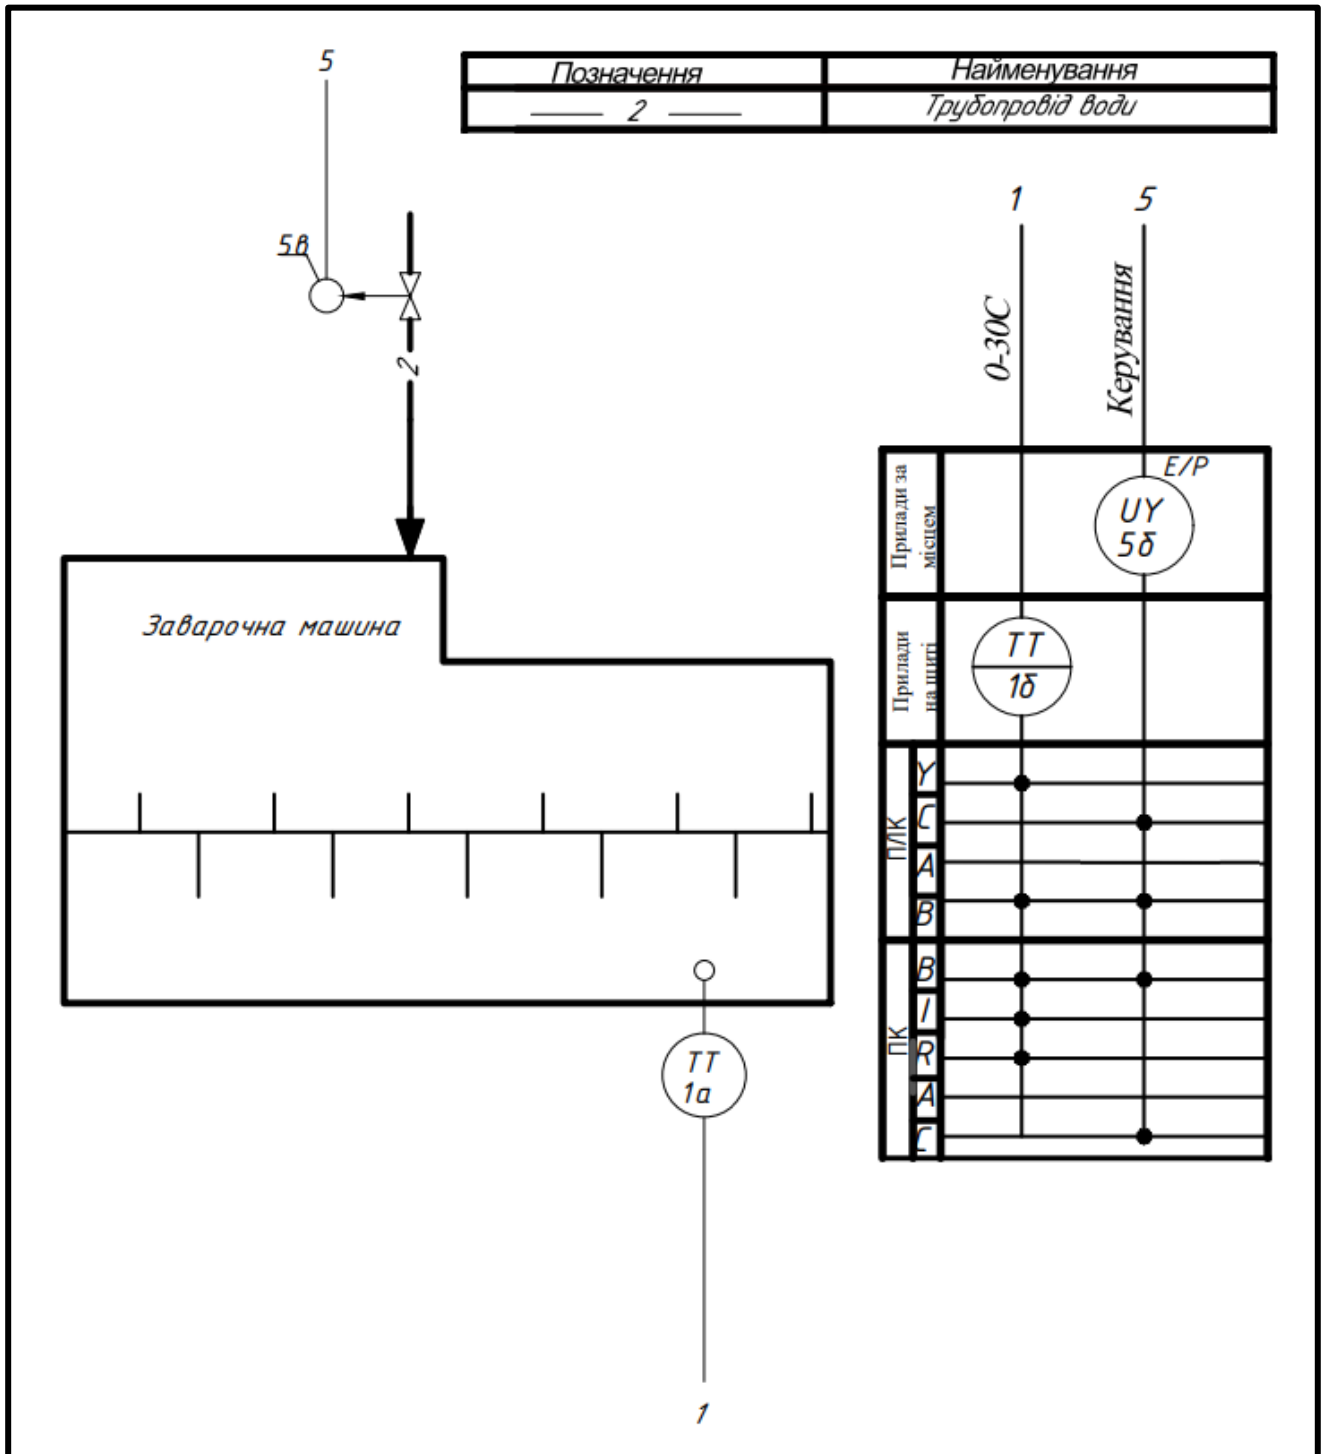 5
Позначення Найменування
2 Трубопровід води
1 5
5в
0-30С
Керування
2
Прилади за
місцем
E/P
UY
5б
Заварочна машина
Прилади
на щиті
TT
1б
ПЛК
Y
C
A
B
ПК
B
I
R
A
C
TT
1а
1